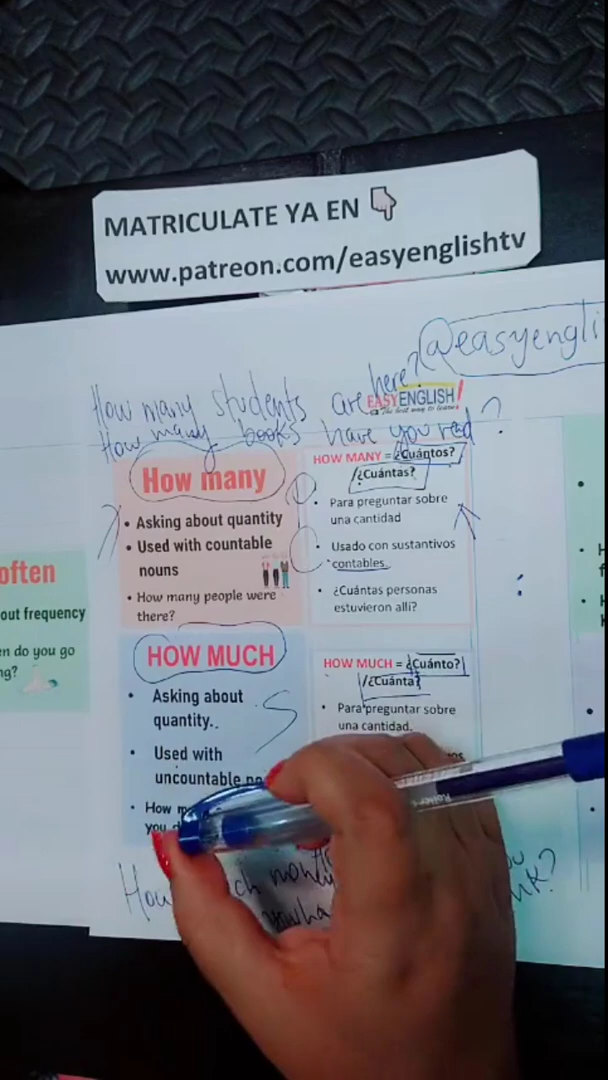 MATRICULATE YA EN
www.patreon.com/easyenglishtv
@easyengli
How many students are here?
EASY ENGLISH!
How many books have you read?
How many
• Asking about quantity
• Used with countable
nouns
• How many people were
there?
HOW MANY = ¿Cuántos?
/¿Cuántas?
• Para preguntar sobre
una cantidad
• Usado con sustantivos
contables.
• ¿Cuántas personas
estuvieron allí?
often
out frequency
en do you go
ng?
HOW MUCH
• Asking about
quantity..
• Used with
uncountable
• How
you
HOW MUCH = ¿Cuánto?
/¿Cuánta?
• Para preguntar sobre
una cantidad.
How